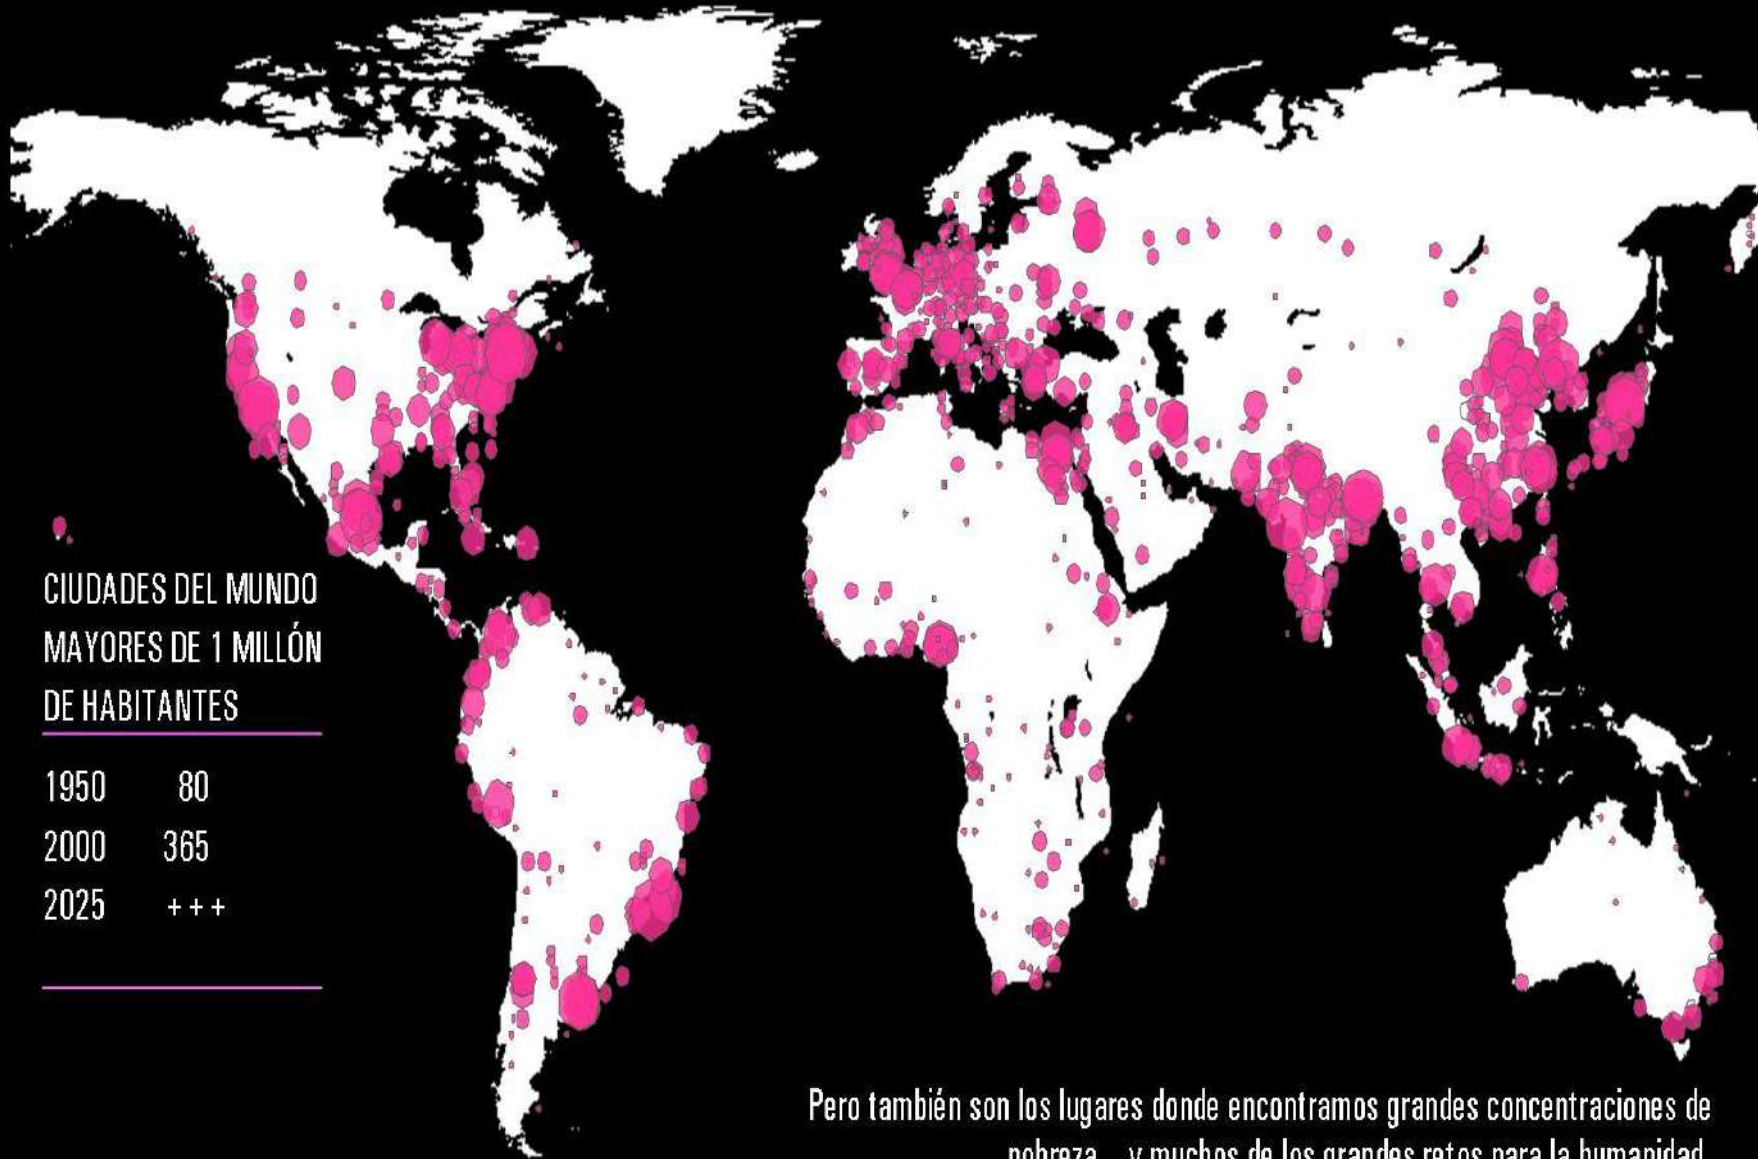 CIUDADES DEL MUNDO
MAYORES DE 1 MILLÓN
DE HABITANTES
1950 80
2000 365
2025 +++
Pero también son los lugares donde encontramos grandes concentraciones de
pobreza... y muchos de los grandes retos para la humanidad.